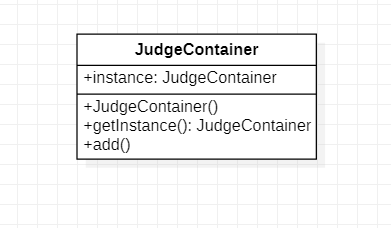 JudgeContainer
+instance: JudgeContainer
+JudgeContainer()
+getInstance(): JudgeContainer
+add()